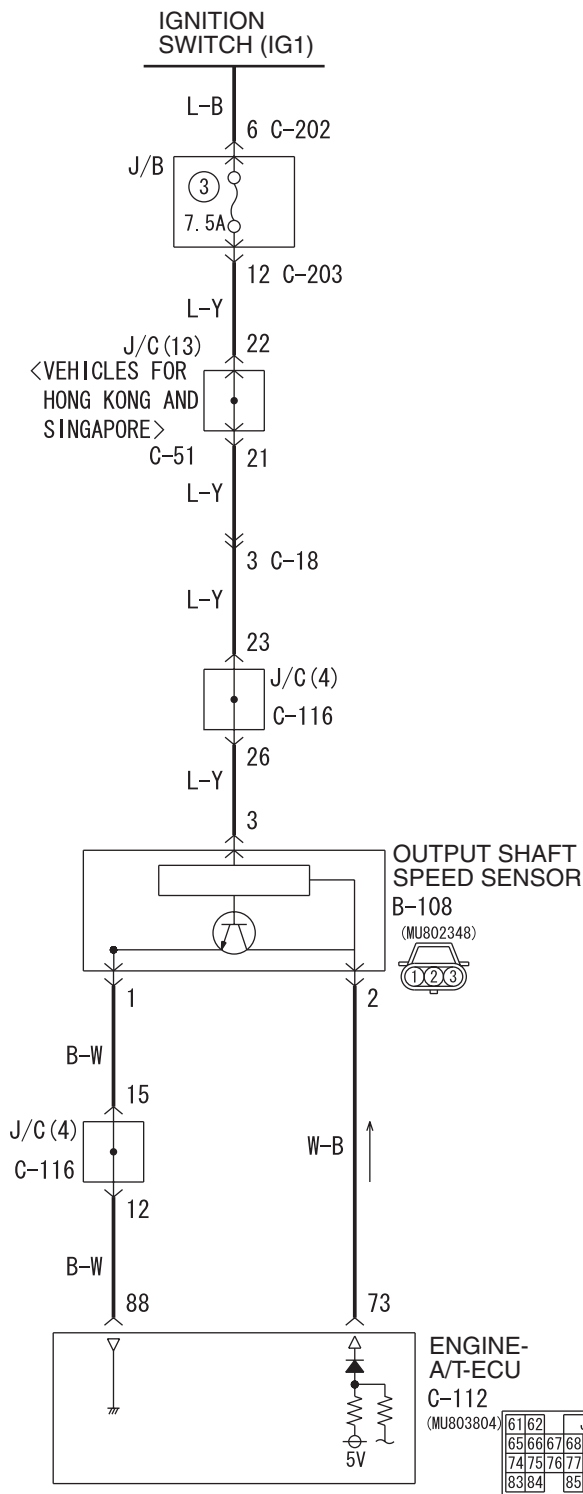 IGNITION
SWITCH (IG1)
L-B
6 C-202
J/B
3
7.5A
12 C-203
L-Y
J/C(13)
22
<VEHICLES FOR
HONG KONG AND
SINGAPORE>
C-51
21
L-Y
3 C-18
L-Y
23
J/C(4)
C-116
26
L-Y
3
OUTPUT SHAFT
SPEED SENSOR
B-108
(MU802348)
1 2 3
1
2
B-W
15
J/C(4)
C-116
W-B
12
B-W
88
73
ENGINE-
A/T-ECU
C-112
(MU803804)
5V
61 62
65 66 67 68
74 75 76 77
83 84 85